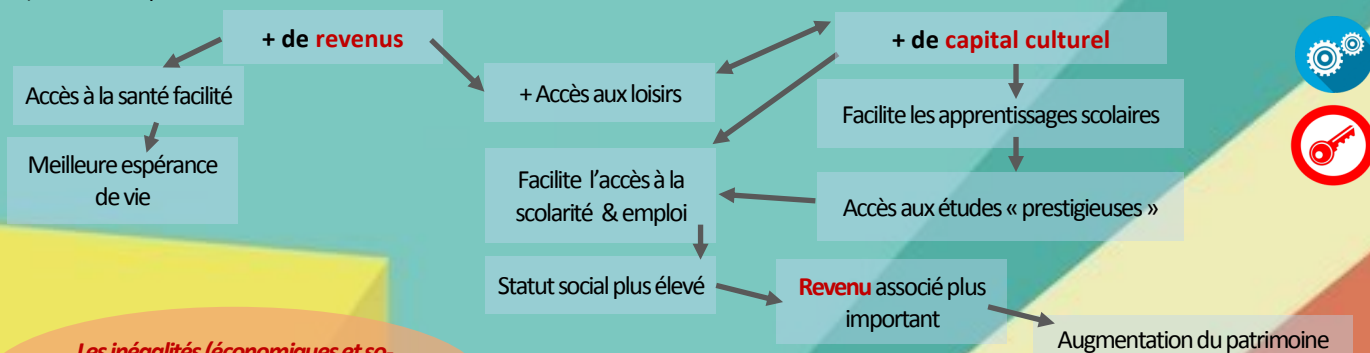 + de revenus
+ de capital culturel
Accès à la santé facilité
+ Accès aux loisirs
Facilite les apprentissages scolaires
Meilleure espérance
de vie
Facilite l'accès à la
scolarité & emploi
Accès aux études « prestigieuses »
Statut social plus élevé
Revenu associé plus
important
Augmentation du patrimoine
Les inégalités (économiques et so-